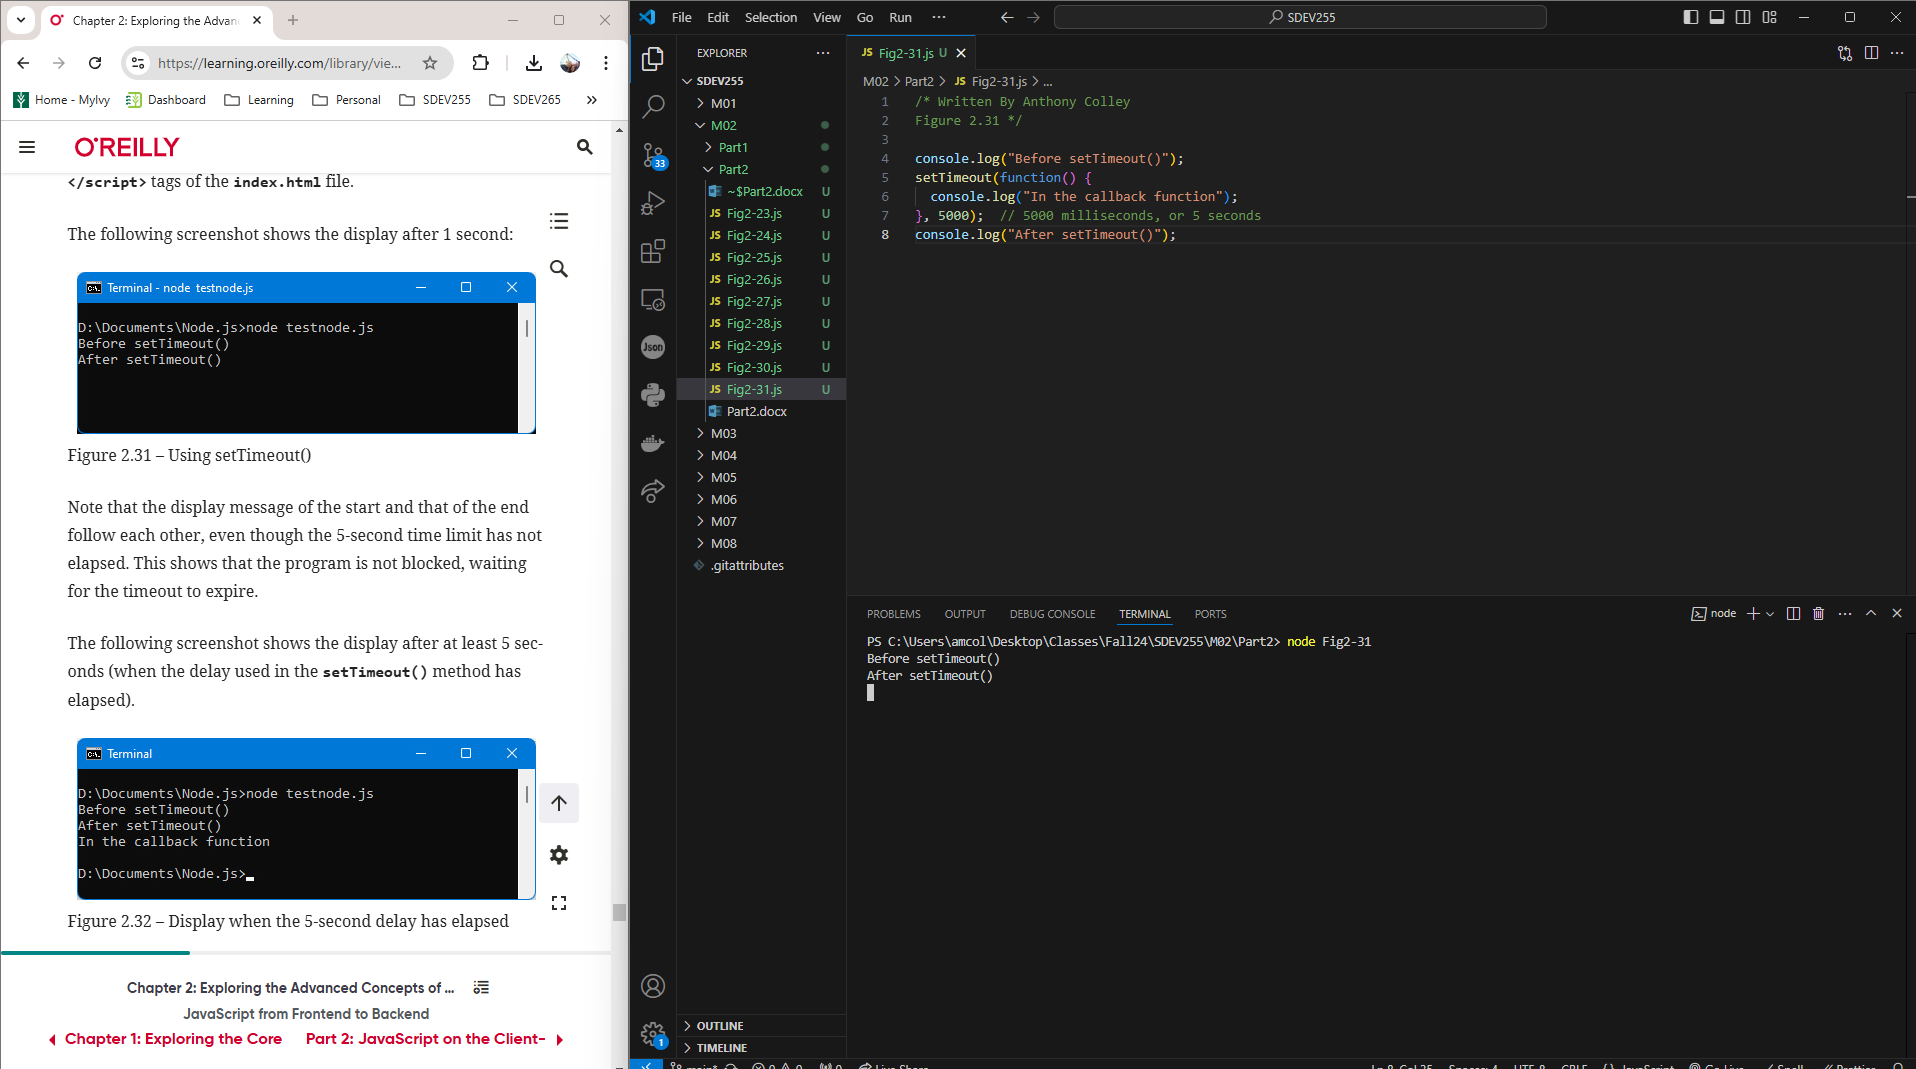 Chapter 2: Exploring the Advan
https://learning.oreilly.com/library/vie...
Home - MyIvy
Dashboard
Learning
Personal
SDEV255
SDEV265
O'REILLY
</script> tags of the index.html file.
The following screenshot shows the display after 1 second:
Terminal - node testnode.js
D:\Documents\Node.js>node testnode.js
Before setTimeout()
After setTimeout()
Figure 2.31 – Using setTimeout()
Note that the display message of the start and that of the end
follow each other, even though the 5-second time limit has not
elapsed. This shows that the program is not blocked, waiting
for the timeout to expire.
The following screenshot shows the display after at least 5 sec-
onds (when the delay used in the setTimeout() method has
elapsed).
Terminal
D:\Documents\Node.js>node testnode.js
Before setTimeout()
After setTimeout()
In the callback function
D:\Documents\Node.js>
Figure 2.32 – Display when the 5-second delay has elapsed
Chapter 2: Exploring the Advanced Concepts of ...
JavaScript from Frontend to Backend
Chapter 1: Exploring the Core
Part 2: JavaScript on the Client-
File Edit Selection View Go Run ...
SDEV255
EXPLORER
SDEV255
M01
M02
Part1
Part2
~$Part2.docx U
Fig2-23.js U
Fig2-24.js U
Fig2-25.js U
Fig2-26.js U
Fig2-27.js U
Fig2-28.js U
Fig2-29.js U
Fig2-30.js U
Fig2-31.js U
Part2.docx
M03
M04
M05
M06
M07
M08
.gitattributes
OUTLINE
TIMELINE
33
Json
1
JS Fig2-31.js U
M02 > Part2 > JS Fig2-31.js > ...
1 /* Written By Anthony Colley
2 Figure 2.31 */
3
4 console.log("Before setTimeout()");
5 setTimeout(function() {
6 console.log("In the callback function");
7 }, 5000); // 5000 milliseconds, or 5 seconds
8 console.log("After setTimeout()");
PROBLEMS OUTPUT DEBUG CONSOLE TERMINAL PORTS
node
PS C:\Users\amcol\Desktop\Classes\Fall24\SDEV255\M02\Part2> node Fig2-31
Before setTimeout()
After setTimeout()